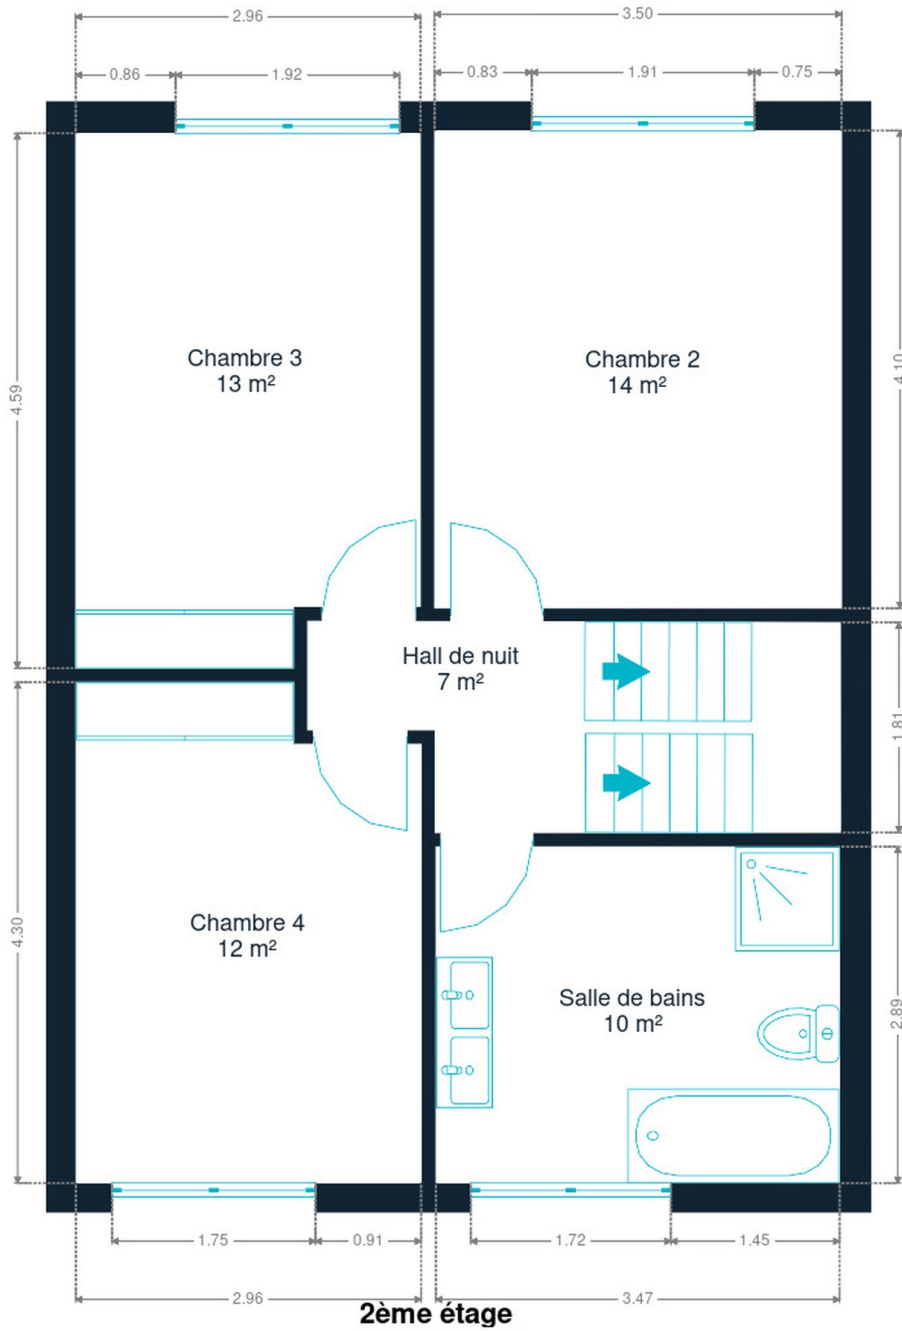 2.96
3.50
0.86
1.92
0.83
1.91
0.75
Chambre 3
13 m²
Chambre 2
14 m²
4.59
4.10
Hall de nuit
7 m²
1.81
Chambre 4
12 m²
4.30
Salle de bains
10 m²
2.89
1.75
0.91
1.72
1.45
2.96
3.47
2ème étage